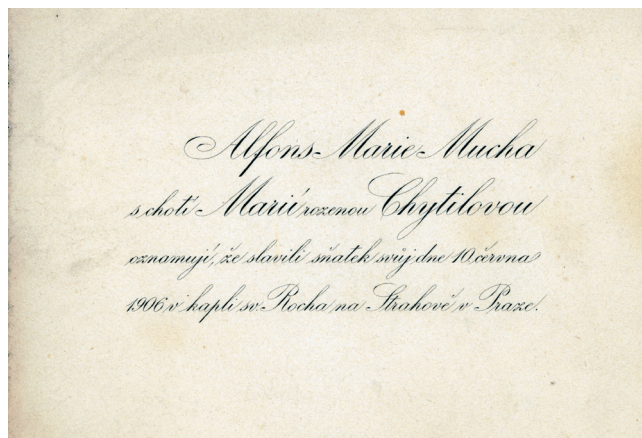 Alfons Marie Mucha
s chotí Marií rozenou Chytilovou
oznamují, že slavili sňatek svůj dne 10. června
1906 v kapli sv. Rocha na Strahově v Praze.